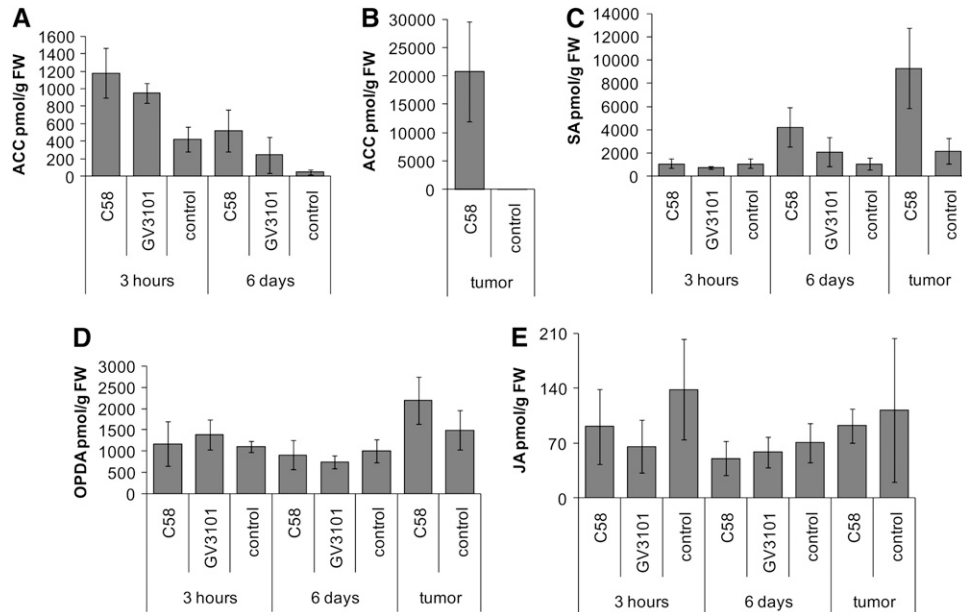 A
ACC pmol/g FW
1600
1400
1200
1000
800
600
400
200
0
C58
GV3101
control
C58
GV3101
control
3 hours
6 days
B
ACC pmol/g FW
30000
25000
20000
15000
10000
5000
0
C58
control
tumor
C
SA pmol/g FW
14000
12000
10000
8000
6000
4000
2000
0
C58
GV3101
control
C58
GV3101
control
C58
control
3 hours
6 days
tumor
D
OPDA pmol/g FW
3000
2500
2000
1500
1000
500
0
C58
GV3101
control
C58
GV3101
control
C58
control
3 hours
6 days
tumor
E
JA pmol/g FW
210
140
70
0
C58
GV3101
control
C58
GV3101
control
C58
control
3 hours
6 days
tumor